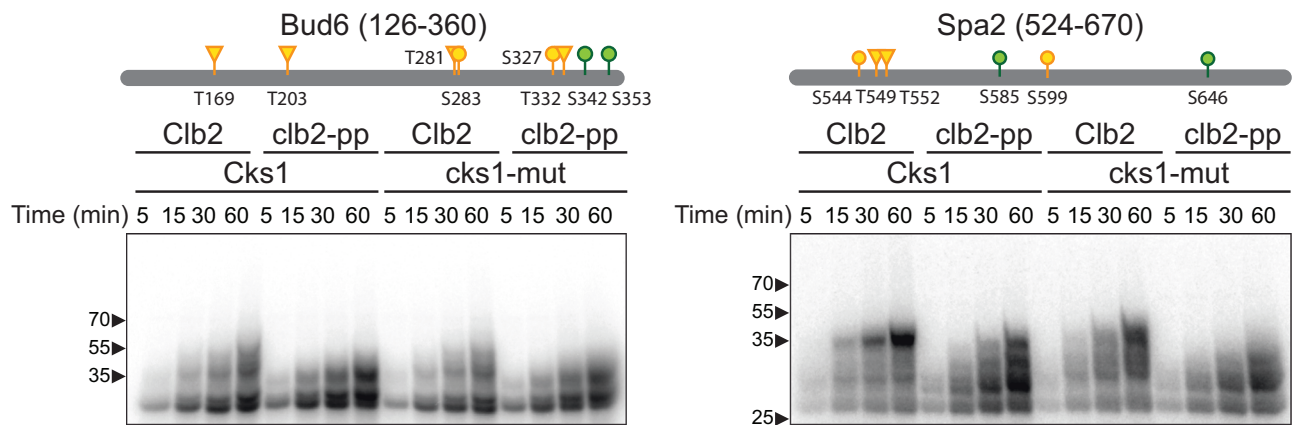 Bud6 (126-360)
T281 S327
T169 T203 S283 T332 S342 S353
Clb2 clb2-pp Clb2 clb2-pp
Cks1 cks1-mut
Time (min) 5 15 30 60 5 15 30 60 5 15 30 60 5 15 30 60
70
55
35
Spa2 (524-670)
S544 T549 T552 S585 S599 S646
Clb2 clb2-pp Clb2 clb2-pp
Cks1 cks1-mut
Time (min) 5 15 30 60 5 15 30 60 5 15 30 60 5 15 30 60
70
55
35
25